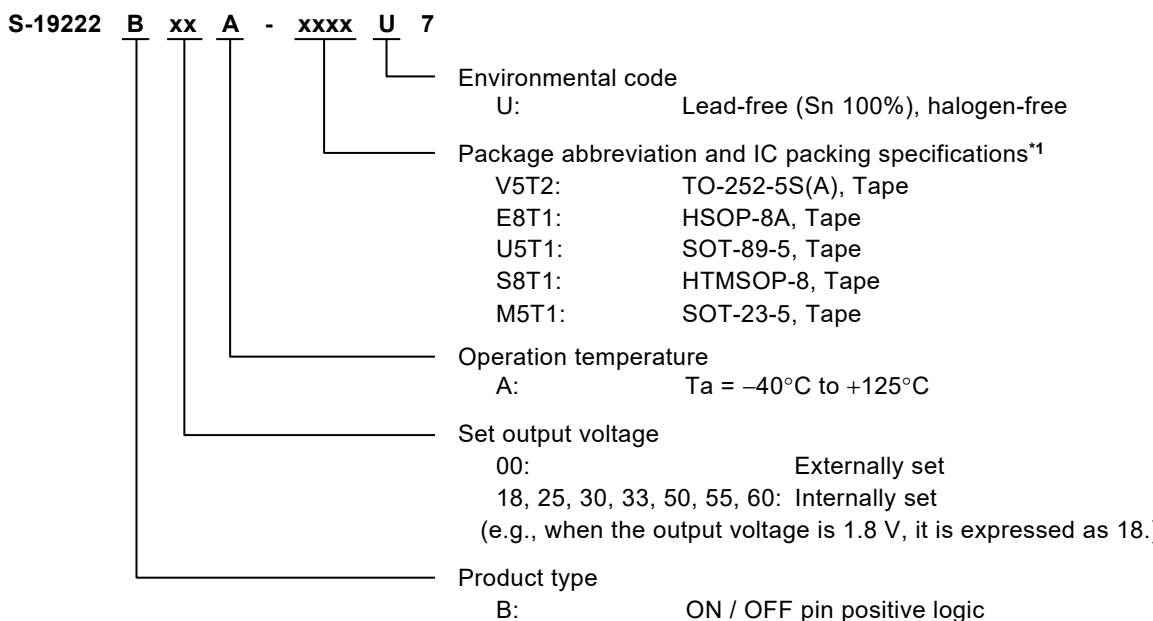 S-19222 B xx A - xxxx U 7
Environmental code
U: Lead-free (Sn 100%), halogen-free
Package abbreviation and IC packing specifications*1
V5T2: TO-252-5S(A), Tape
E8T1: HSOP-8A, Tape
U5T1: SOT-89-5, Tape
S8T1: HTMSOP-8, Tape
M5T1: SOT-23-5, Tape
Operation temperature
A: Ta = −40°C to +125°C
Set output voltage
00: Externally set
18, 25, 30, 33, 50, 55, 60: Internally set
(e.g., when the output voltage is 1.8 V, it is expressed as 18.)
Product type
B: ON / OFF pin positive logic